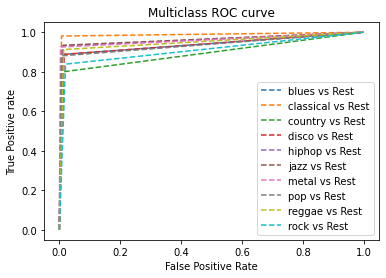 Multiclass ROC curve
True Positive rate
1.0
0.8
0.6
0.4
0.2
0.0
blues vs Rest
classical vs Rest
country vs Rest
disco vs Rest
hiphop vs Rest
jazz vs Rest
metal vs Rest
pop vs Rest
reggae vs Rest
rock vs Rest
0.0 0.2 0.4 0.6 0.8 1.0
False Positive Rate